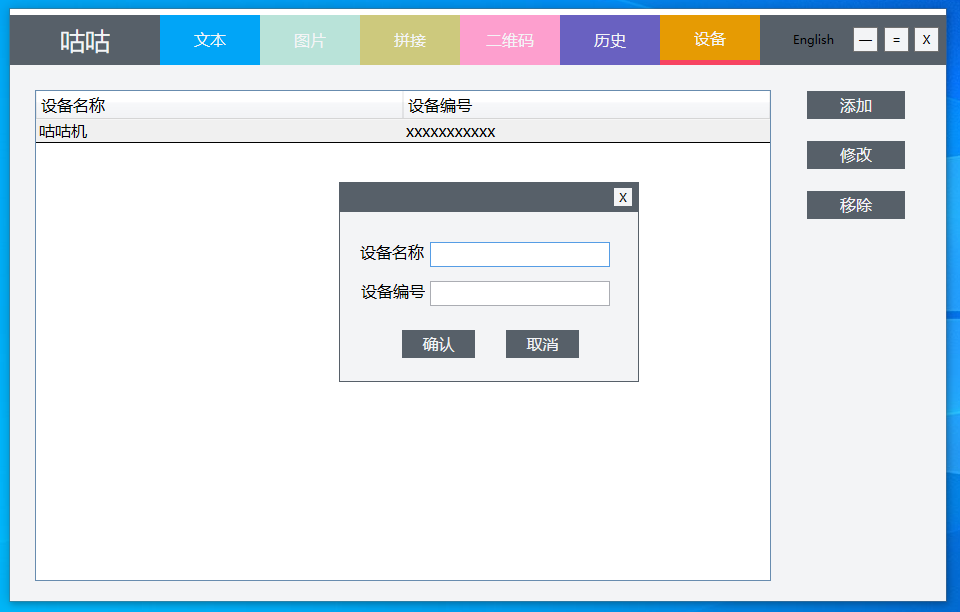 咕咕 文本 图片 拼接 二维码 历史 设备 English — = X
设备名称 设备编号 添加
咕咕机 xxxxxxxxxxx
修改
X 移除
设备名称
设备编号
确认 取消